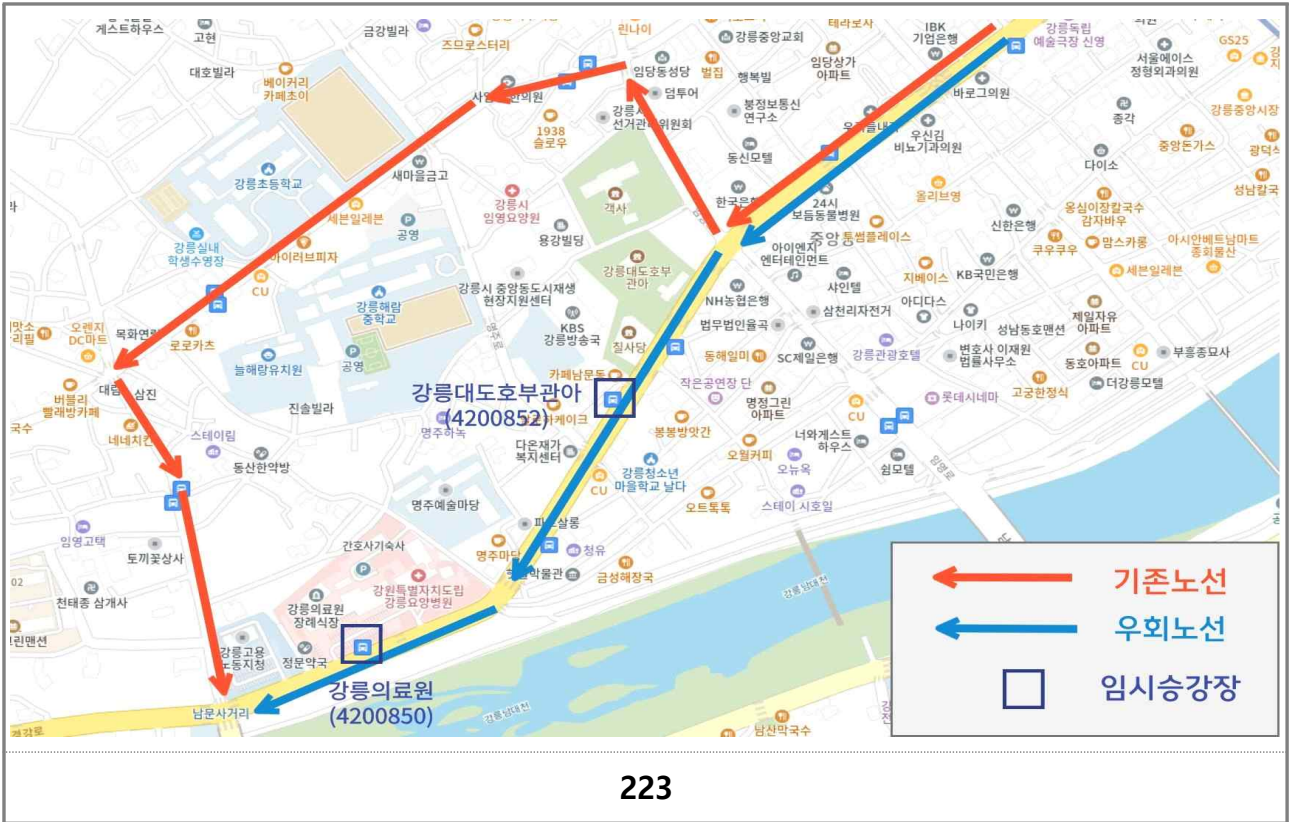 게스트하우스
고현
금강빌라
즈므로스터리
린나이
강릉중앙교회
테라로사
IBK
기업은행
강릉독립
예술극장 신영
의원
GS25
대호빌라
베이커리
카페초이
임당동성당
벌집
행복빌
임당상가
아파트
서울에이스
정형외과의원
바로그의원
덤투어
강릉시
선거관리위원회
1938
슬로우
붕정보통신
연구소
우신김
비뇨기과의원
종각
강릉중앙시장
중앙돈가스
광덕식
동신모텔
다이소
강릉초등학교
새마을금고
강릉시
임영요양원
객사
한국은행
24시
보듬동물병원
올리브영
성남칼국
세븐일레븐
공영
용강빌딩
중앙동
투썸플레이스
신한은행
옹심이장칼국수
감자바우
강릉실내
학생수영장
아이러브피자
CU
강릉대도호부
관아
아이엔지
엔터테인먼트
쿠우쿠우
맘스카롱
아시안베트남마트
종희물산
강릉시 중앙동도시재생
현장지원센터
샤인텔
지베이스
KB국민은행
세븐일레븐
강릉해람
중학교
NH농협은행
아디다스
오렌지
DC마트
목화연립
KBS
강릉방송국
칠사당
법무법인율곡
삼천리자전거
나이키
성남동호맨션
제일자유
아파트
로로카츠
공영
동해일미
SC제일은행
강릉관광호텔
변호사 이재원
법률사무소
동호아파트
CU
부흥종묘사
늘해랑유치원
카페남문동
작은공연장 단
고궁한정식
더강릉모텔
버블리
빨래방카페
삼진
강릉대도호부관아
(4200852)
명정그린
아파트
롯데시네마
진솔빌라
CU
네네치킨
스테이림
명주하녹
봉봉방앗간
너와게스트
하우스
동산한약방
다온재가
복지센터
오월커피
쉼모텔
임영로
강릉청소년
마을학교 날다
오뉴옥
CU
명주예술마당
오트톡톡
스테이 시호일
임영고택
토끼꽃상사
간호사기숙사
명주마당
청유
금성해장국
강릉남대천
기존노선
천태종 삼개사
강원특별자치도립
강릉요양병원
강릉의료원
장례식장
우회노선
강릉고용
노동지청
정문약국
강릉의료원
(4200850)
임시승강장
남문사거리
강릉남대천
경강로
남산막국수
223